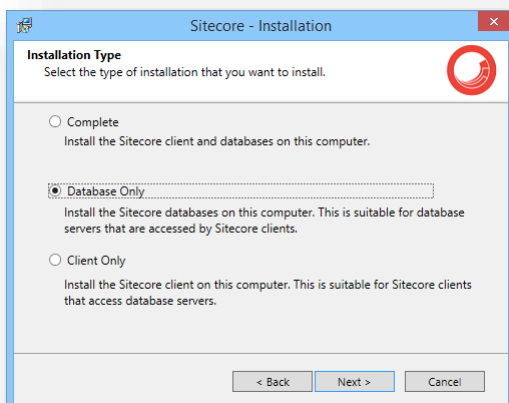 Sitecore - Installation
Installation Type
Select the type of installation that you want to install.
Complete
Install the Sitecore client and databases on this computer.
Database Only
Install the Sitecore databases on this computer. This is suitable for database
servers that are accessed by Sitecore clients.
Client Only
Install the Sitecore client on this computer. This is suitable for Sitecore clients
that access database servers.
< Back Next > Cancel